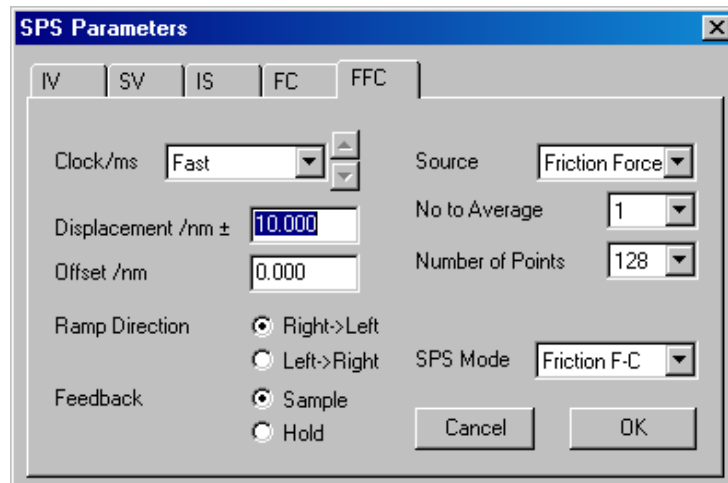 SPS Parameters
IV SV IS FC FFC
Clock/ms Fast Source Friction Force
Displacement /nm ± 10.000 No to Average 1
Offset /nm 0.000 Number of Points 128
Ramp Direction Right->Left
Left->Right SPS Mode Friction F-C
Feedback Sample
Hold Cancel OK